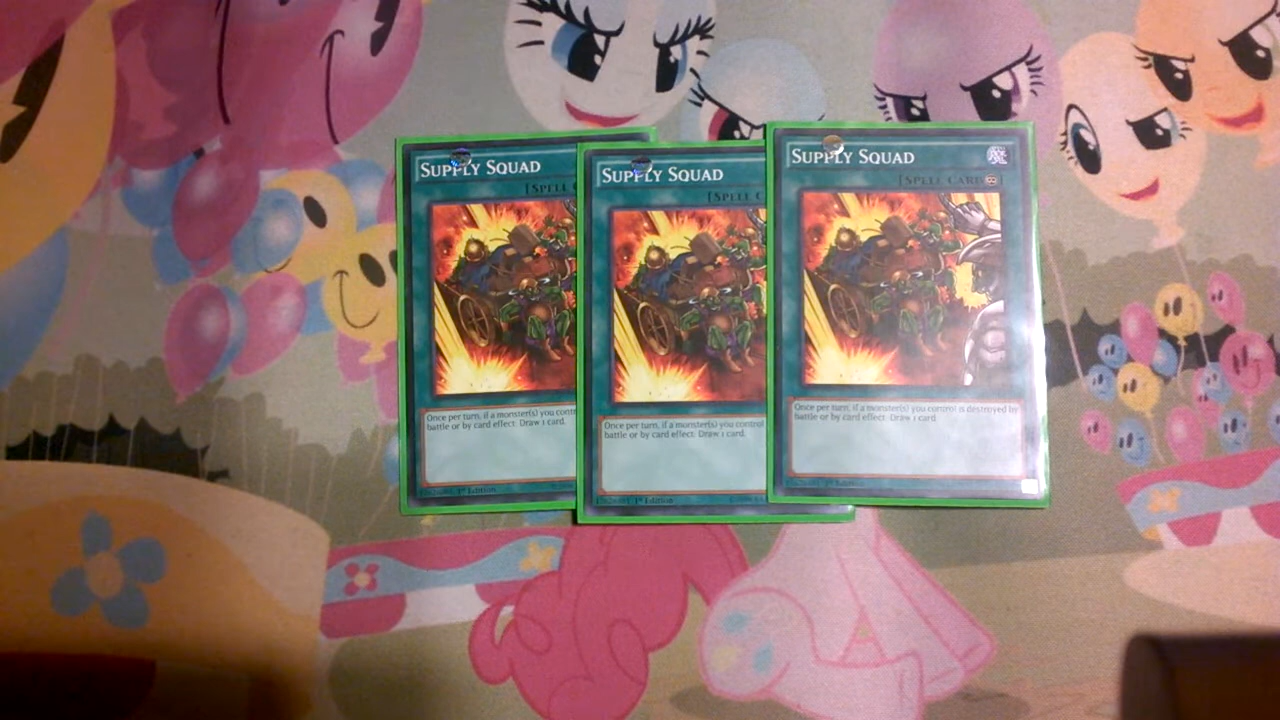 SUPPLY SQUAD
[SPELL C
Once per turn, if a monster(s) you contr
battle or by card effect: Draw 1 card.
1st Edition
SUPPLY SQUAD
[SPELL C
Once per turn, if a monster(s) you control
battle or by card effect: Draw 1 card.
1st Edition
SUPPLY SQUAD
[SPELL CARD ]
Once per turn, if a monster(s) you control is destroyed by
battle or by card effect: Draw 1 card.
1st Edition